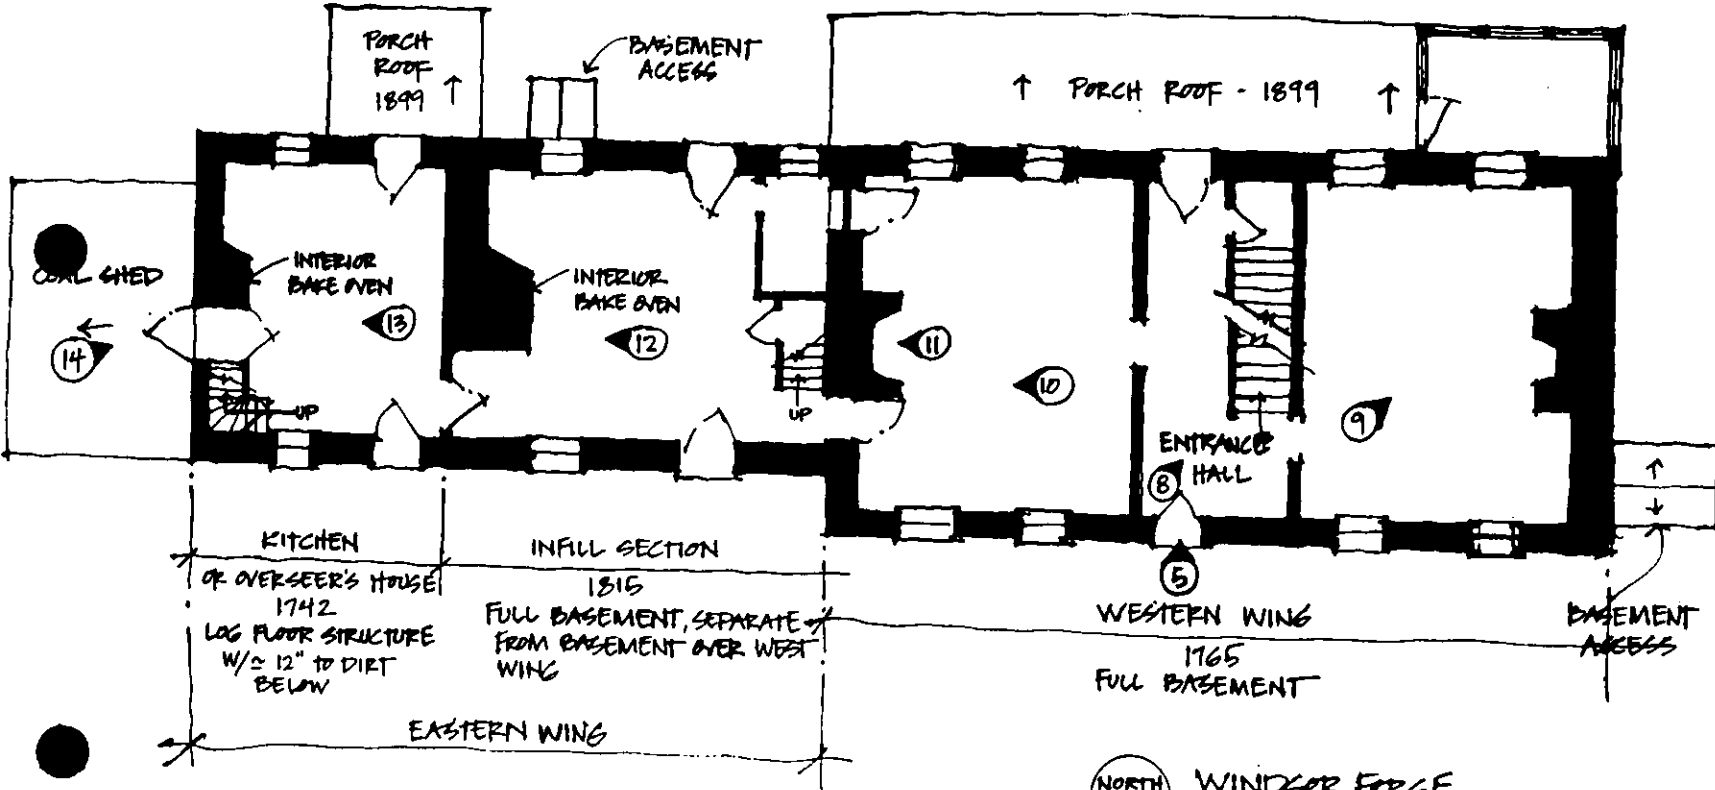 PORCH
ROOF
1899
BASEMENT
ACCESS
PORCH ROOF - 1899
COAL SHED
INTERIOR
BAKE OVEN
INTERIOR
BAKE OVEN
13
12
11
10
9
14
UP
UP
ENTRANCE
HALL
8
5
KITCHEN
OR OVERSEER'S HOUSE
1742
LOG FLOOR STRUCTURE
W/≃ 12" TO DIRT
BELOW
INFILL SECTION
1815
FULL BASEMENT, SEPARATE
FROM BASEMENT OVER WEST
WING
WESTERN WING
1765
FULL BASEMENT
BASEMENT
ACCESS
EASTERN WING
NORTH
WINDSOR FORGE